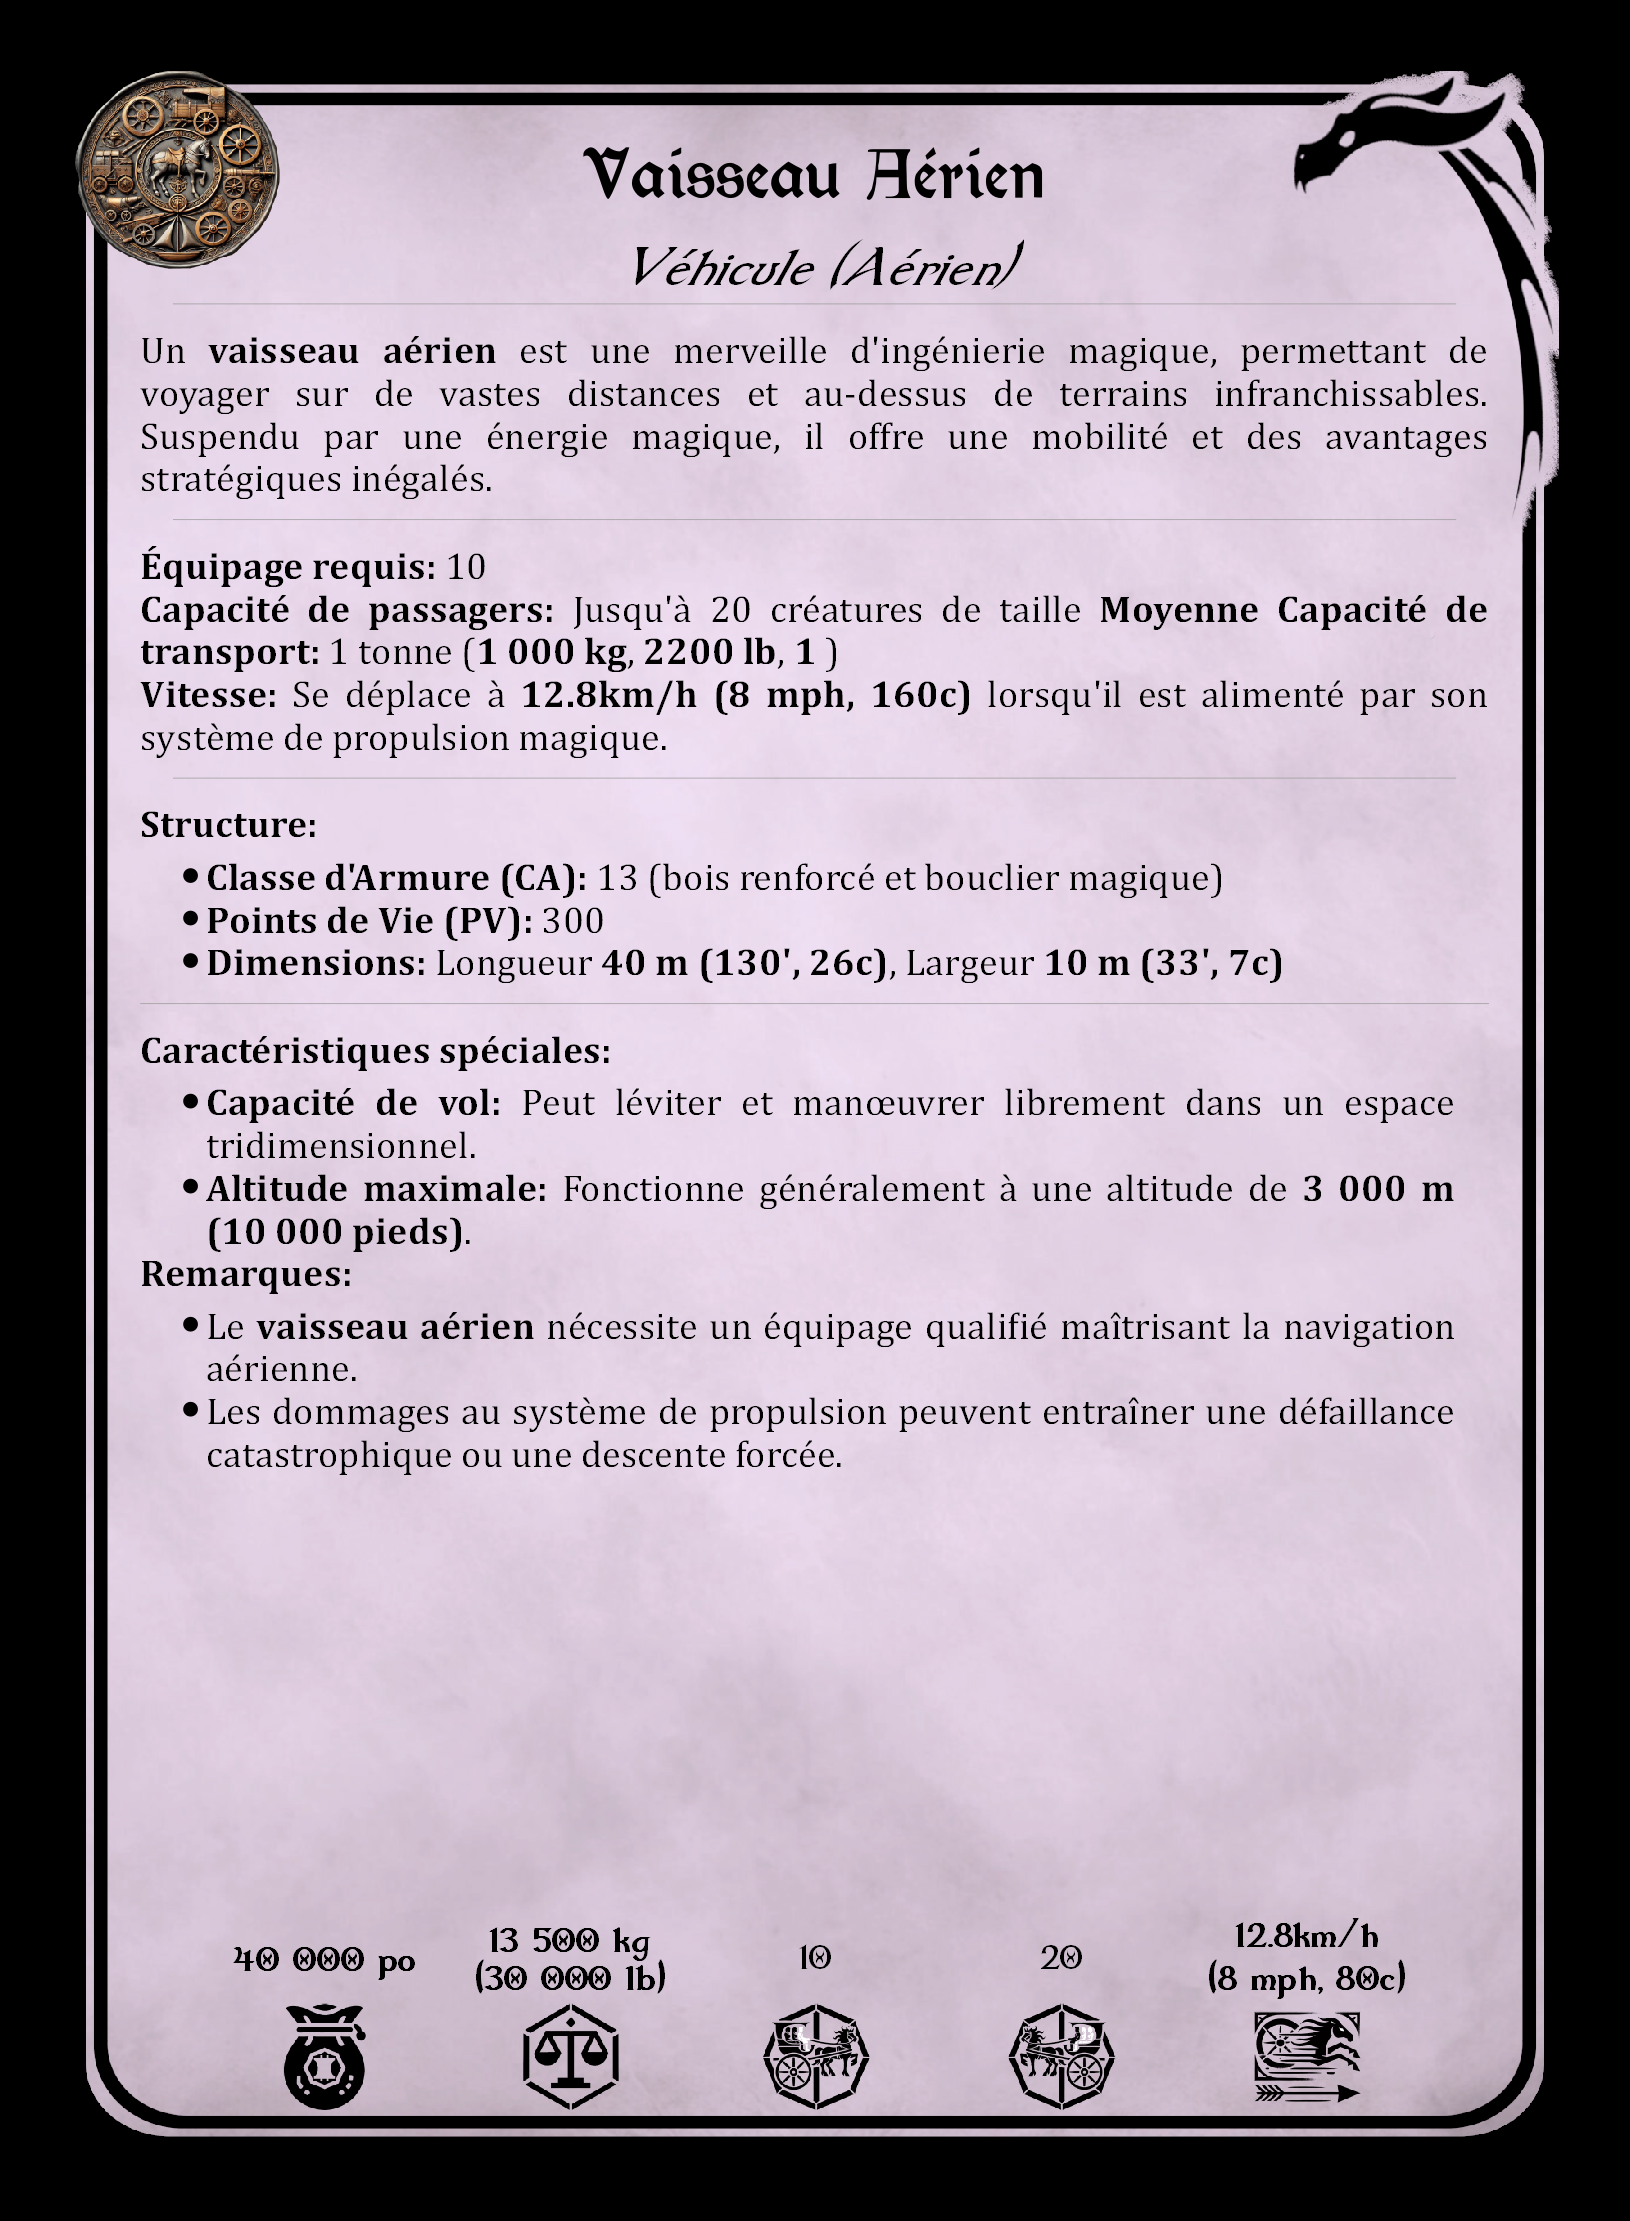 Vaisseau Aérien
Véhicule (Aérien)
Un vaisseau aérien est une merveille d'ingénierie magique, permettant de
voyager sur de vastes distances et au-dessus de terrains infranchissables.
Suspendu par une énergie magique, il offre une mobilité et des avantages
stratégiques inégalés.
Équipage requis: 10
Capacité de passagers: Jusqu'à 20 créatures de taille Moyenne Capacité de
transport: 1 tonne (1 000 kg, 2200 lb, 1 )
Vitesse: Se déplace à 12.8km/h (8 mph, 160c) lorsqu'il est alimenté par son
système de propulsion magique.
Structure:
• Classe d'Armure (CA): 13 (bois renforcé et bouclier magique)
• Points de Vie (PV): 300
• Dimensions: Longueur 40 m (130', 26c), Largeur 10 m (33', 7c)
Caractéristiques spéciales:
• Capacité de vol: Peut léviter et manœuvrer librement dans un espace
tridimensionnel.
• Altitude maximale: Fonctionne généralement à une altitude de 3 000 m
(10 000 pieds).
Remarques:
• Le vaisseau aérien nécessite un équipage qualifié maîtrisant la navigation
aérienne.
• Les dommages au système de propulsion peuvent entraîner une défaillance
catastrophique ou une descente forcée.
40 000 po
13 500 kg
(30 000 lb)
10
20
12.8km/h
(8 mph, 80c)